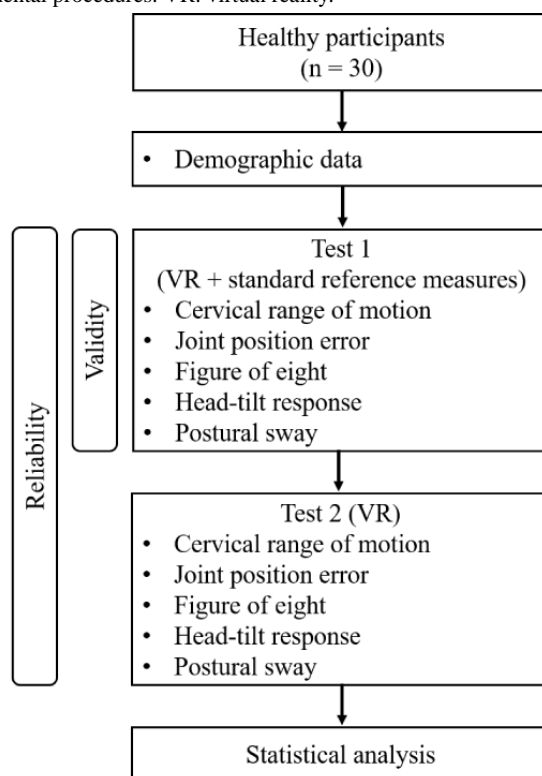 mental procedures. VR: virtual reality.
Healthy participants
(n = 30)
• Demographic data
Test 1
(VR + standard reference measures)
• Cervical range of motion
• Joint position error
• Figure of eight
• Head-tilt response
• Postural sway
Validity
Reliability
Test 2 (VR)
• Cervical range of motion
• Joint position error
• Figure of eight
• Head-tilt response
• Postural sway
Statistical analysis